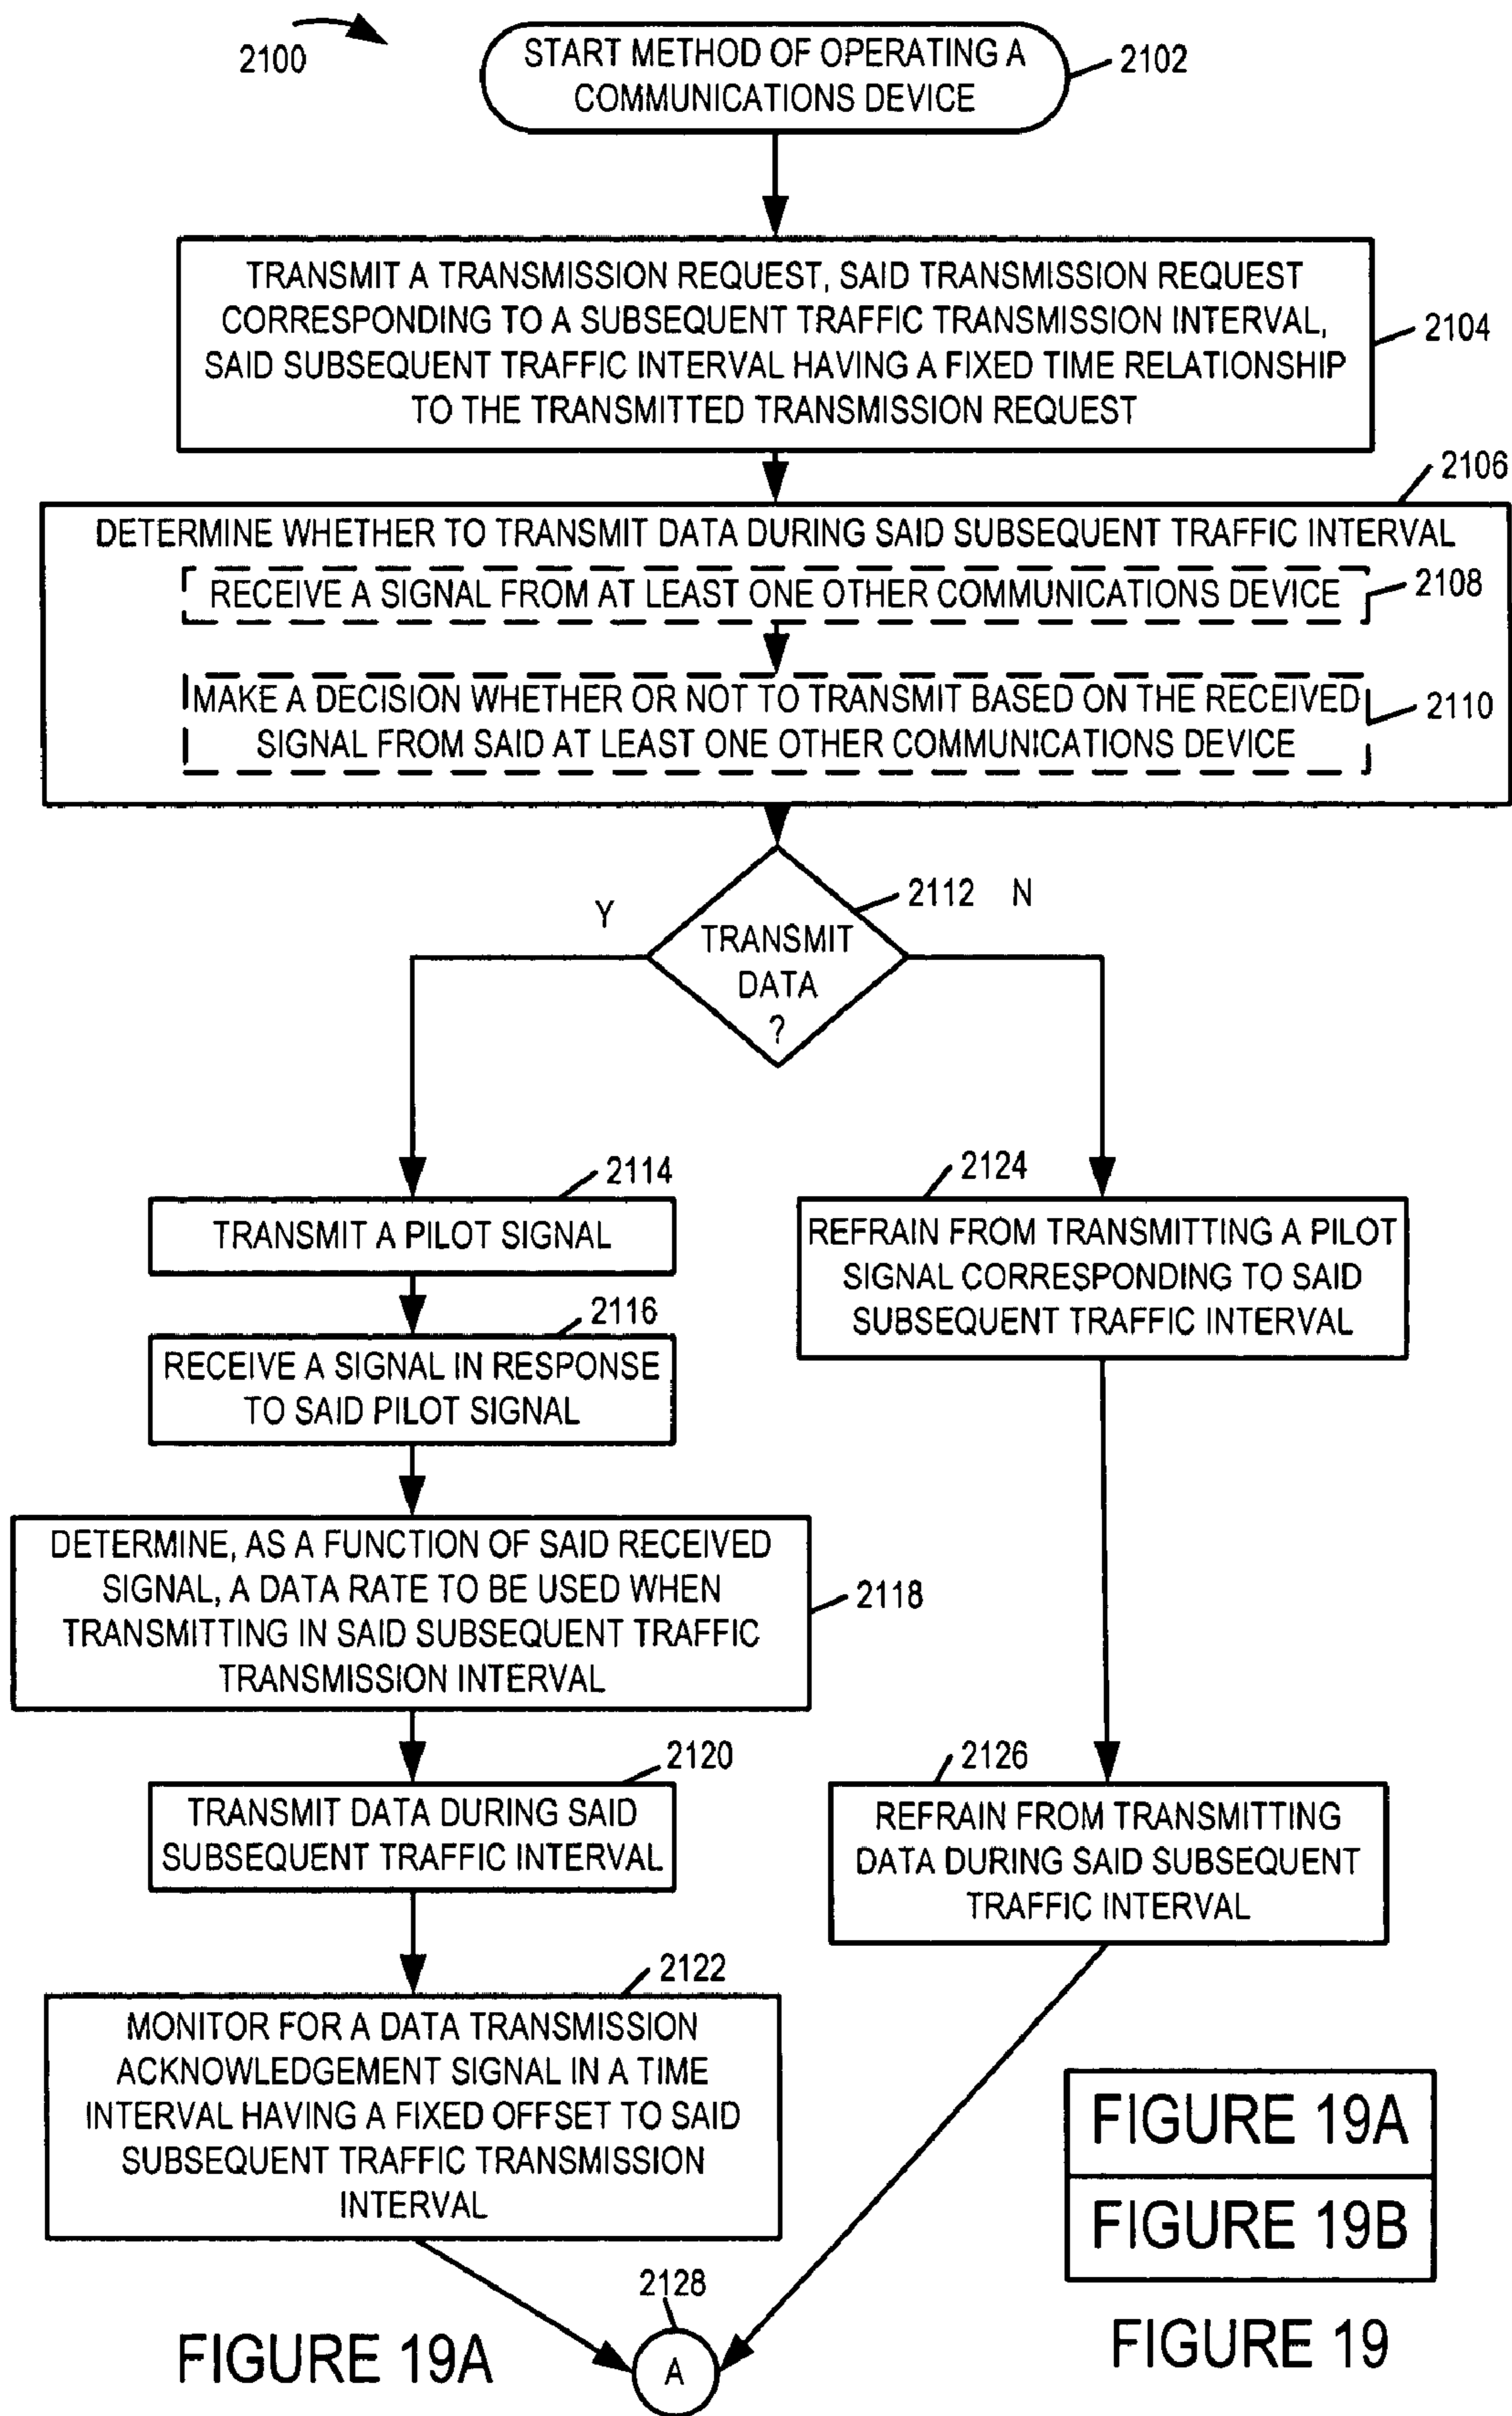 2100
START METHOD OF OPERATING A
COMMUNICATIONS DEVICE
2102
TRANSMIT A TRANSMISSION REQUEST, SAID TRANSMISSION REQUEST
CORRESPONDING TO A SUBSEQUENT TRAFFIC TRANSMISSION INTERVAL,
SAID SUBSEQUENT TRAFFIC INTERVAL HAVING A FIXED TIME RELATIONSHIP
TO THE TRANSMITTED TRANSMISSION REQUEST
2104
2106
DETERMINE WHETHER TO TRANSMIT DATA DURING SAID SUBSEQUENT TRAFFIC INTERVAL
RECEIVE A SIGNAL FROM AT LEAST ONE OTHER COMMUNICATIONS DEVICE
2108
MAKE A DECISION WHETHER OR NOT TO TRANSMIT BASED ON THE RECEIVED
SIGNAL FROM SAID AT LEAST ONE OTHER COMMUNICATIONS DEVICE
2110
Y
2112
N
TRANSMIT
DATA
?
2114
TRANSMIT A PILOT SIGNAL
2116
RECEIVE A SIGNAL IN RESPONSE
TO SAID PILOT SIGNAL
DETERMINE, AS A FUNCTION OF SAID RECEIVED
SIGNAL, A DATA RATE TO BE USED WHEN
TRANSMITTING IN SAID SUBSEQUENT TRAFFIC
TRANSMISSION INTERVAL
2118
2120
TRANSMIT DATA DURING SAID
SUBSEQUENT TRAFFIC INTERVAL
2122
MONITOR FOR A DATA TRANSMISSION
ACKNOWLEDGEMENT SIGNAL IN A TIME
INTERVAL HAVING A FIXED OFFSET TO SAID
SUBSEQUENT TRAFFIC TRANSMISSION
INTERVAL
2124
REFRAIN FROM TRANSMITTING A PILOT
SIGNAL CORRESPONDING TO SAID
SUBSEQUENT TRAFFIC INTERVAL
2126
REFRAIN FROM TRANSMITTING
DATA DURING SAID SUBSEQUENT
TRAFFIC INTERVAL
2128
A
FIGURE 19A
FIGURE 19A
FIGURE 19B
FIGURE 19